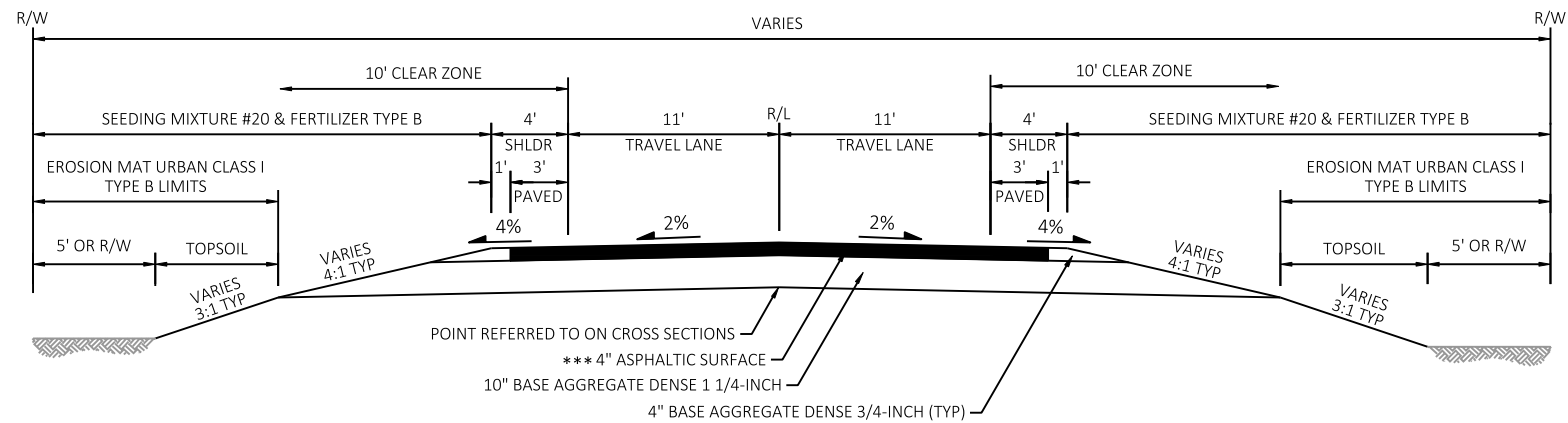 R/W
VARIES
R/W
10' CLEAR ZONE
10' CLEAR ZONE
SEEDING MIXTURE #20 & FERTILIZER TYPE B
4'
11'
R/L
11'
4'
SEEDING MIXTURE #20 & FERTILIZER TYPE B
SHLDR
TRAVEL LANE
TRAVEL LANE
SHLDR
EROSION MAT URBAN CLASS I
TYPE B LIMITS
1'
3'
3'
1'
EROSION MAT URBAN CLASS I
TYPE B LIMITS
PAVED
PAVED
4%
2%
2%
4%
5' OR R/W
TOPSOIL
VARIES
4:1 TYP
VARIES
4:1 TYP
TOPSOIL
5' OR R/W
VARIES
3:1 TYP
VARIES
3:1 TYP
POINT REFERRED TO ON CROSS SECTIONS
*** 4" ASPHALTIC SURFACE
10" BASE AGGREGATE DENSE 1 1/4-INCH
4" BASE AGGREGATE DENSE 3/4-INCH (TYP)